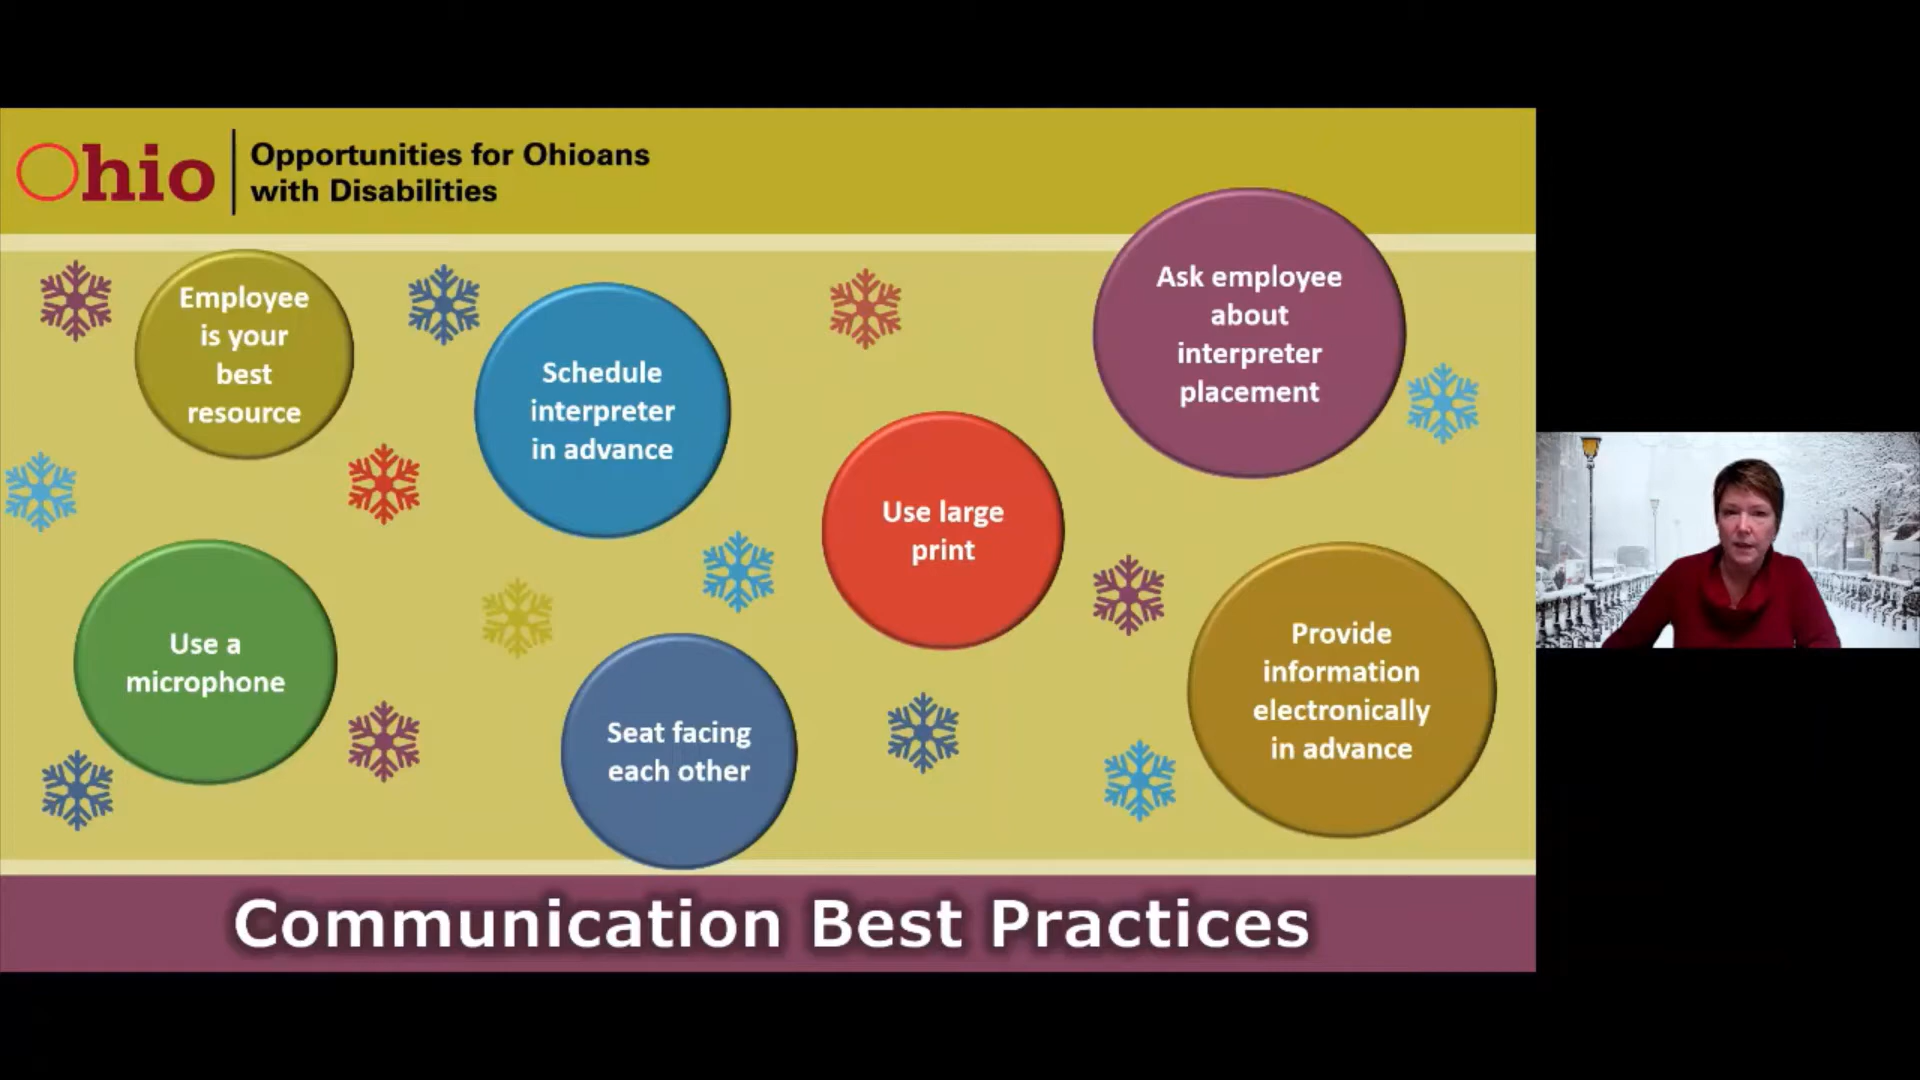 Ohio
Opportunities for Ohioans
with Disabilities
Employee
is your
best
resource
Schedule
interpreter
in advance
Use large
print
Ask employee
about
interpreter
placement
Use a
microphone
Seat facing
each other
Provide
information
electronically
in advance
Communication Best Practices